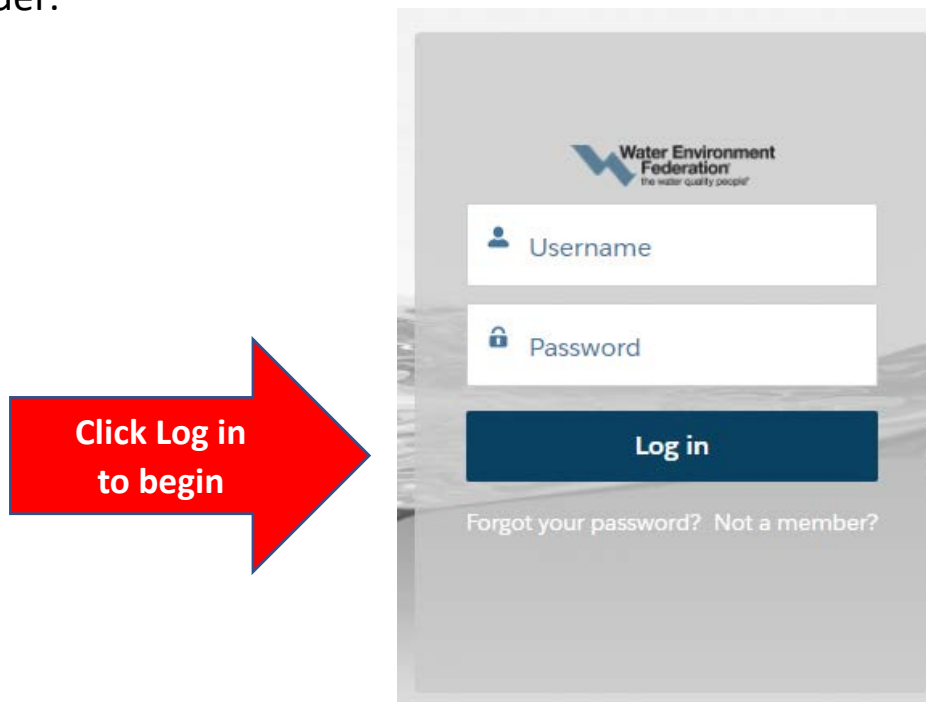 der.
Water Environment
Federation
the water quality people®
Username
Password
Click Log in
to begin
Log in
Forgot your password? Not a member?